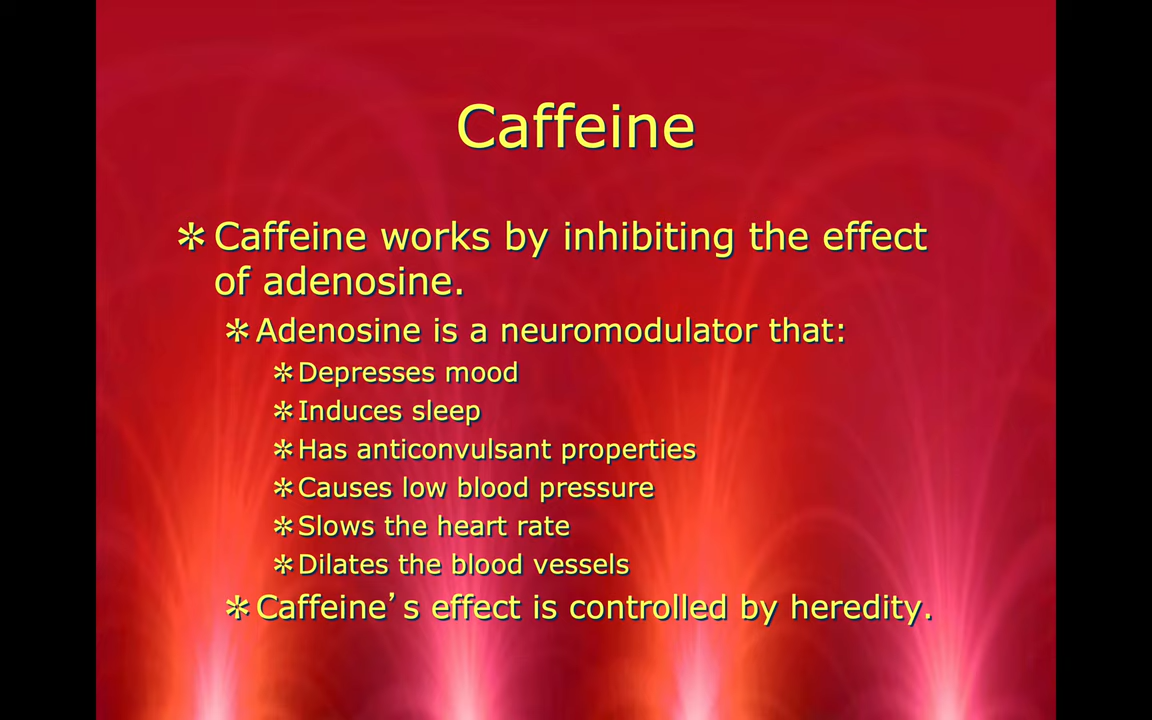 Caffeine
✲ Caffeine works by inhibiting the effect
of adenosine.
✲ Adenosine is a neuromodulator that:
✲ Depresses mood
✲ Induces sleep
✲ Has anticonvulsant properties
✲ Causes low blood pressure
✲ Slows the heart rate
✲ Dilates the blood vessels
✲ Caffeine’s effect is controlled by heredity.